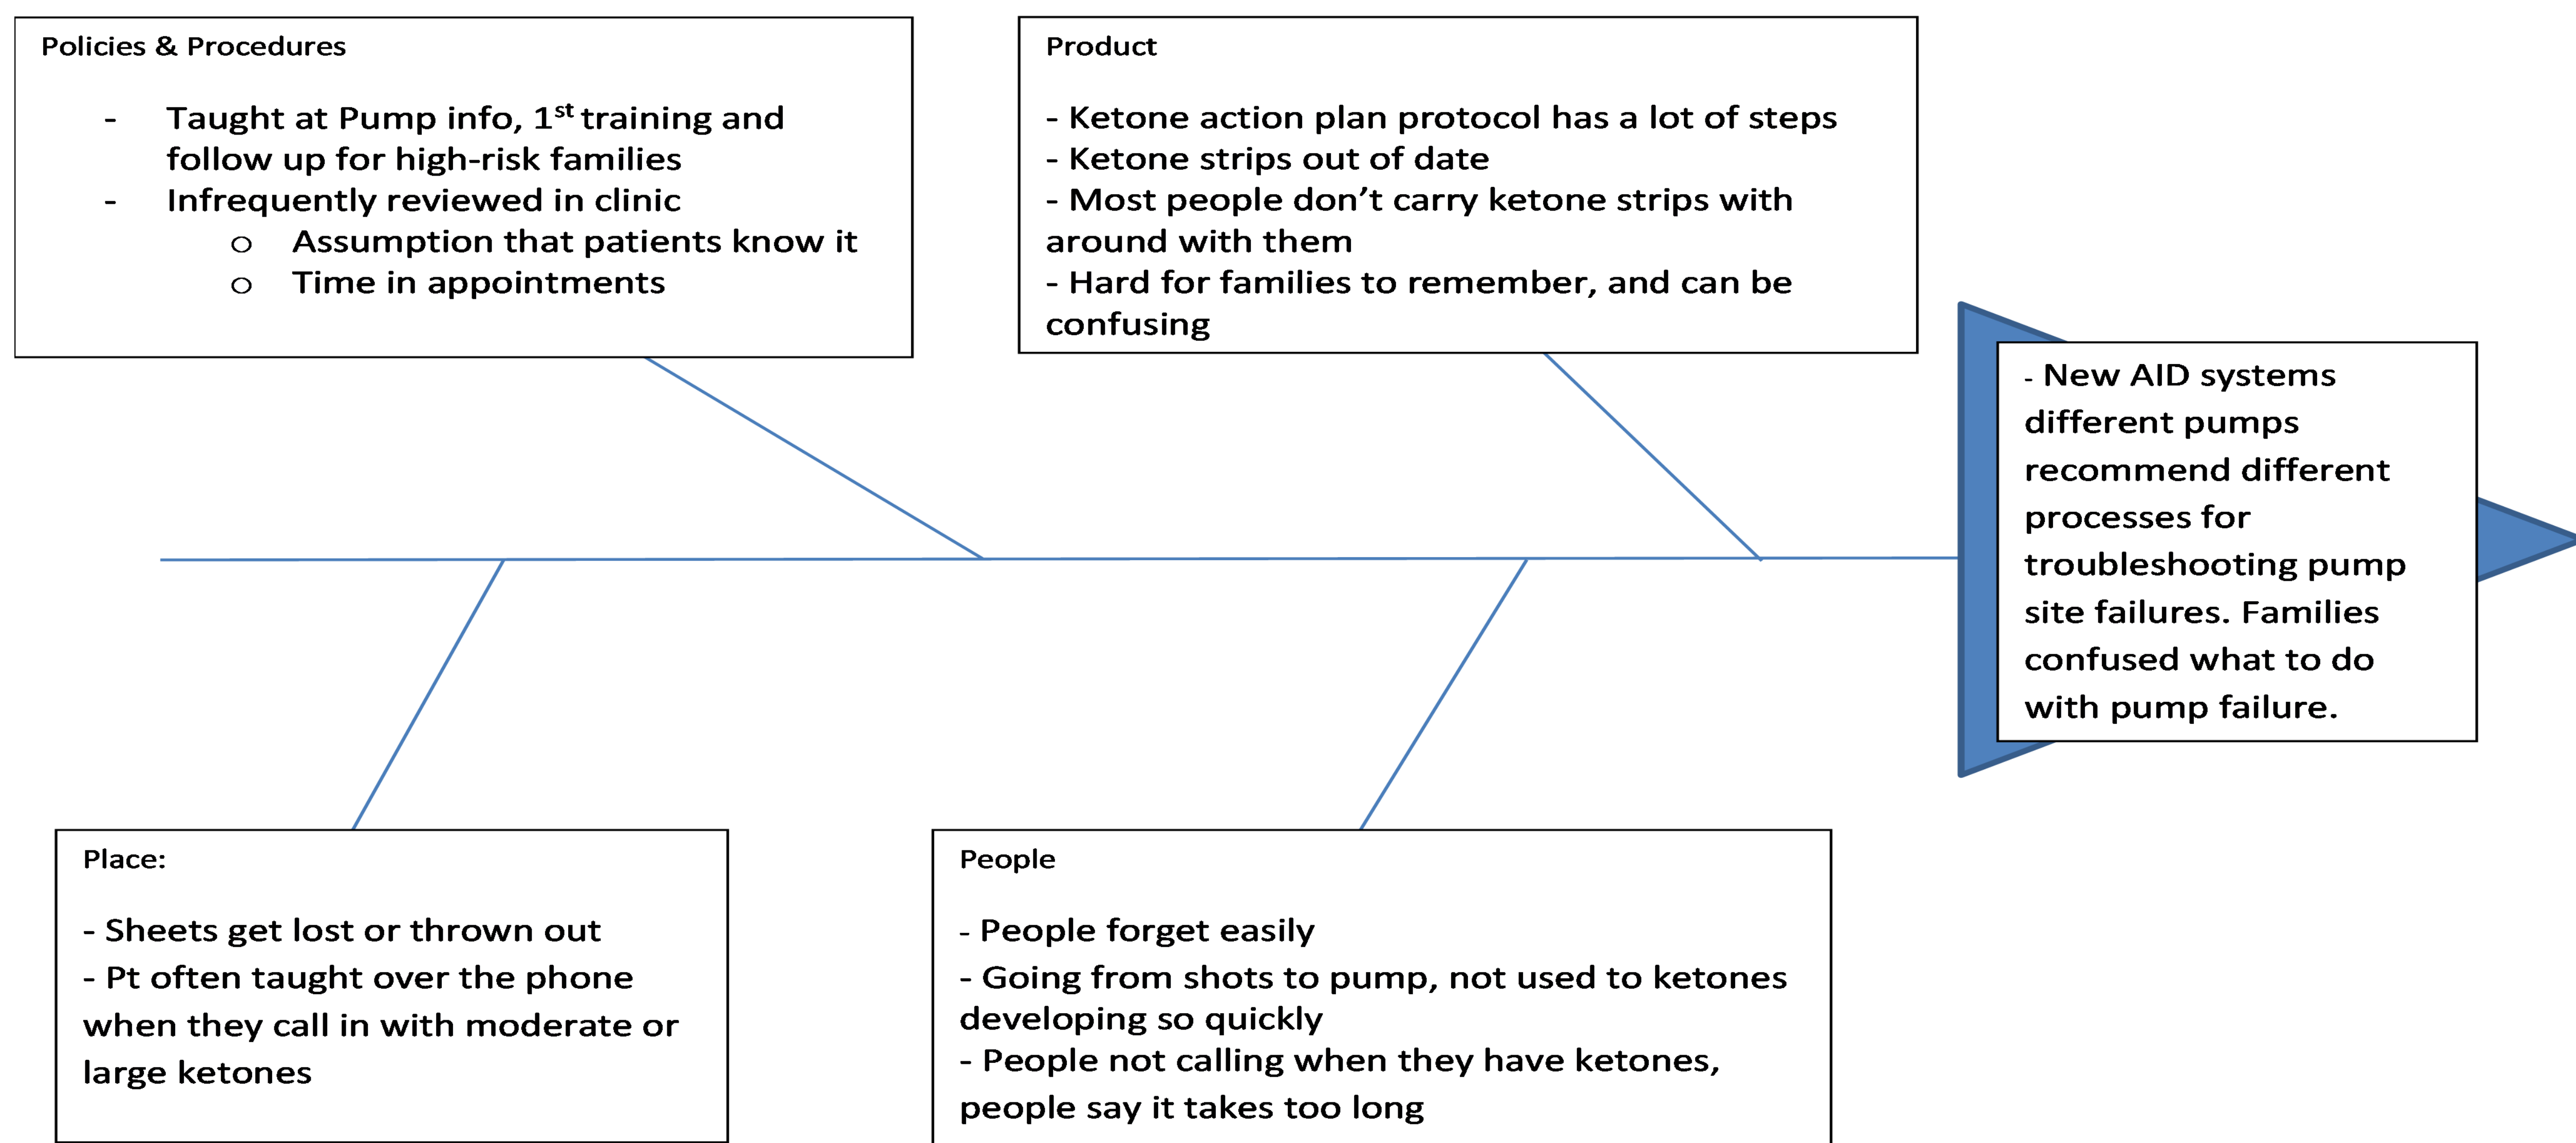 Policies & Procedures
- Taught at Pump info, 1st training and
follow up for high-risk families
- Infrequently reviewed in clinic
o Assumption that patients know it
o Time in appointments
Product
- Ketone action plan protocol has a lot of steps
- Ketone strips out of date
- Most people don’t carry ketone strips with
around with them
- Hard for families to remember, and can be
confusing
- New AID systems
different pumps
recommend different
processes for
troubleshooting pump
site failures. Families
confused what to do
with pump failure.
Place:
- Sheets get lost or thrown out
- Pt often taught over the phone
when they call in with moderate or
large ketones
People
- People forget easily
- Going from shots to pump, not used to ketones
developing so quickly
- People not calling when they have ketones,
people say it takes too long